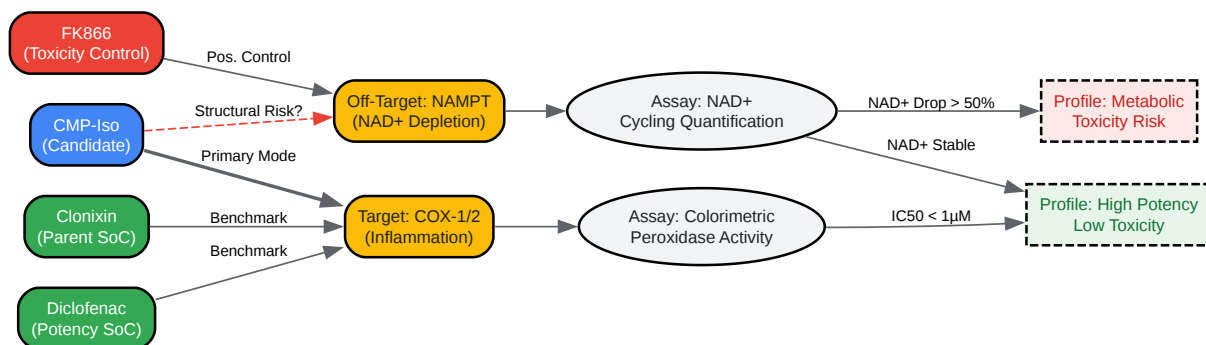 FK866
(Toxicity Control)
Pos. Control
CMP-Iso
(Candidate)
Structural Risk?
Primary Mode
Clonixin
(Parent SoC)
Benchmark
Diclofenac
(Potency SoC)
Benchmark
Off-Target: NAMPT
(NAD+ Depletion)
Target: COX-1/2
(Inflammation)
Assay: NAD+
Cycling Quantification
Assay: Colorimetric
Peroxidase Activity
NAD+ Drop > 50%
NAD+ Stable
IC50 < 1µM
Profile: Metabolic
Toxicity Risk
Profile: High Potency
Low Toxicity